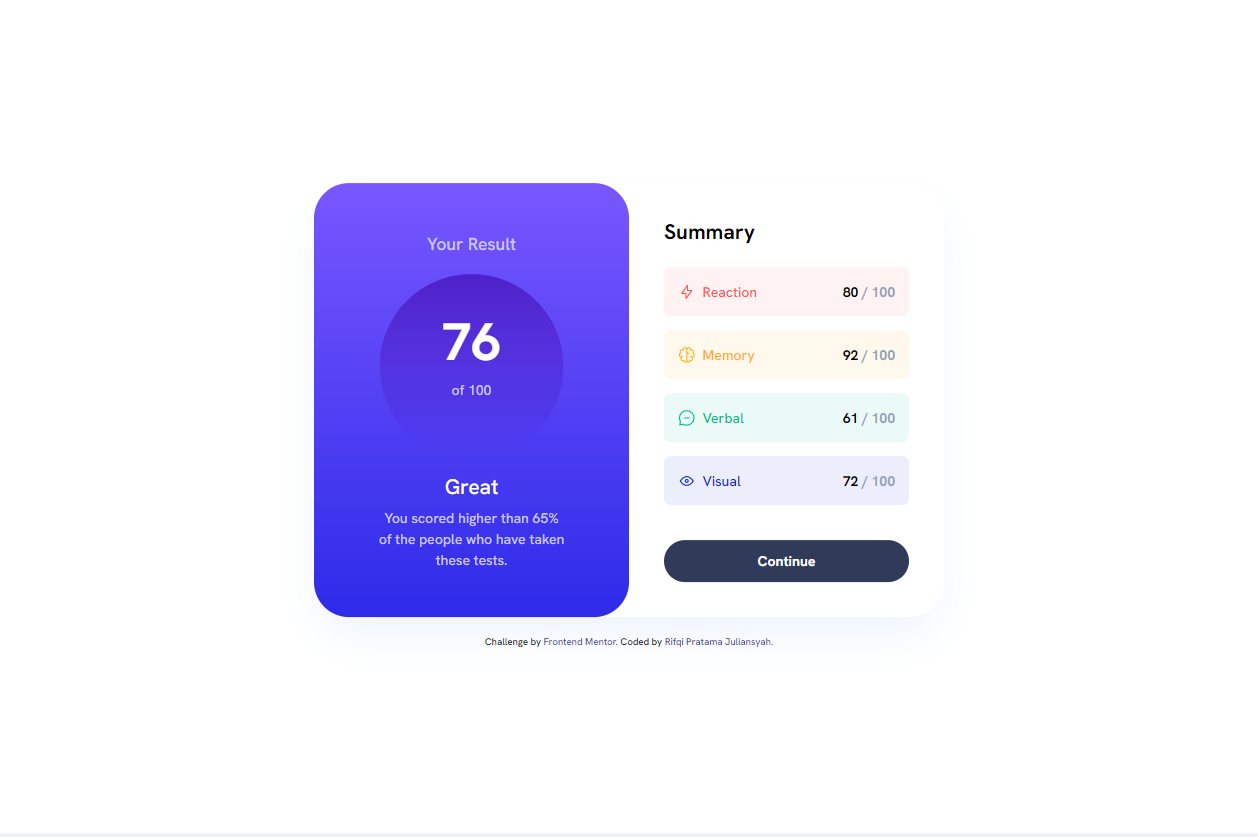 Your Result
76
of 100
Great
You scored higher than 65%
of the people who have taken
these tests.
Summary
Reaction 80 / 100
Memory 92 / 100
Verbal 61 / 100
Visual 72 / 100
Continue
Challenge by Frontend Mentor. Coded by Rifqi Pratama Juliansyah.